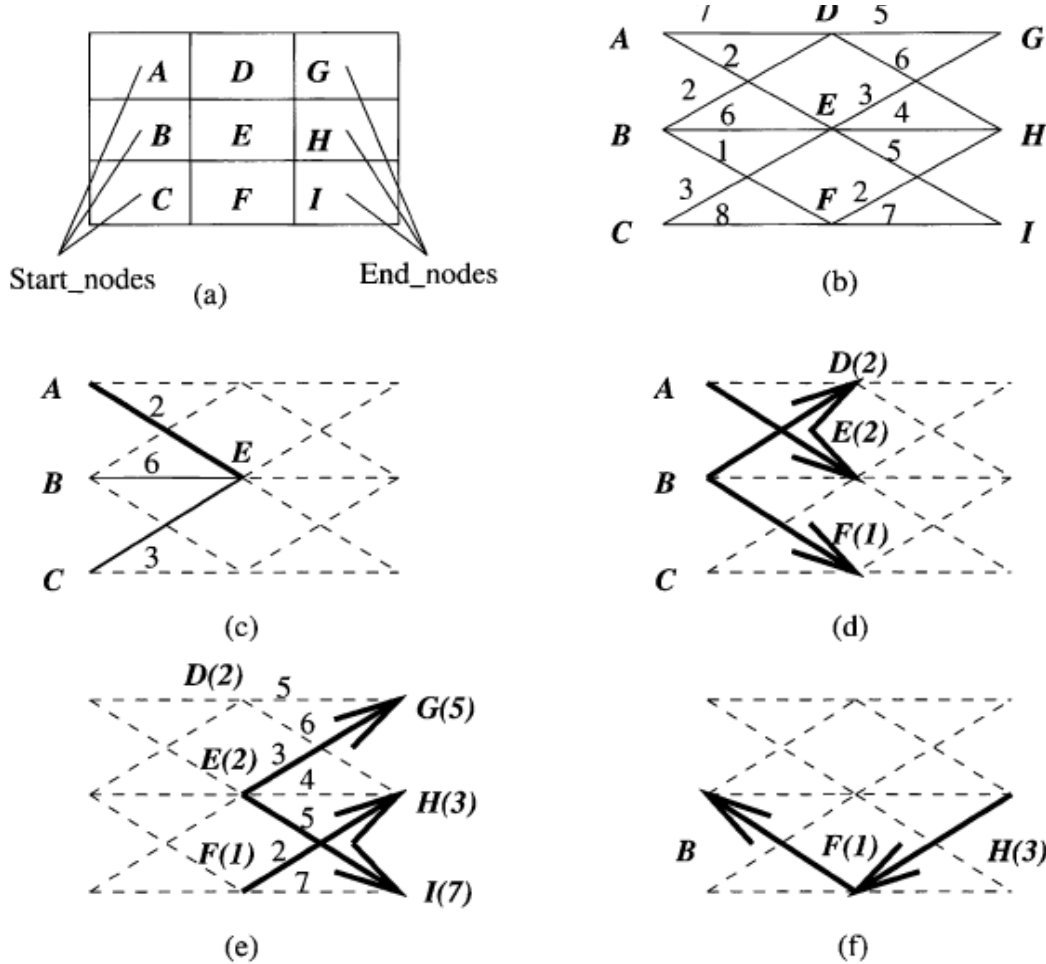 A D G
B E H
C F I
Start_nodes End_nodes
(a)
7 D 5
A G
2 6
2 3
B 6 E 4 H
1 5
3 2
C 8 F 7 I
(b)
A
2
B 6 E
3
C
(c)
D(2)
A
E(2)
B
F(1)
C
(d)
D(2) 5 G(5)
6
E(2) 3
4 H(3)
5
F(1) 2
7 I(7)
(e)
B F(1) H(3)
(f)